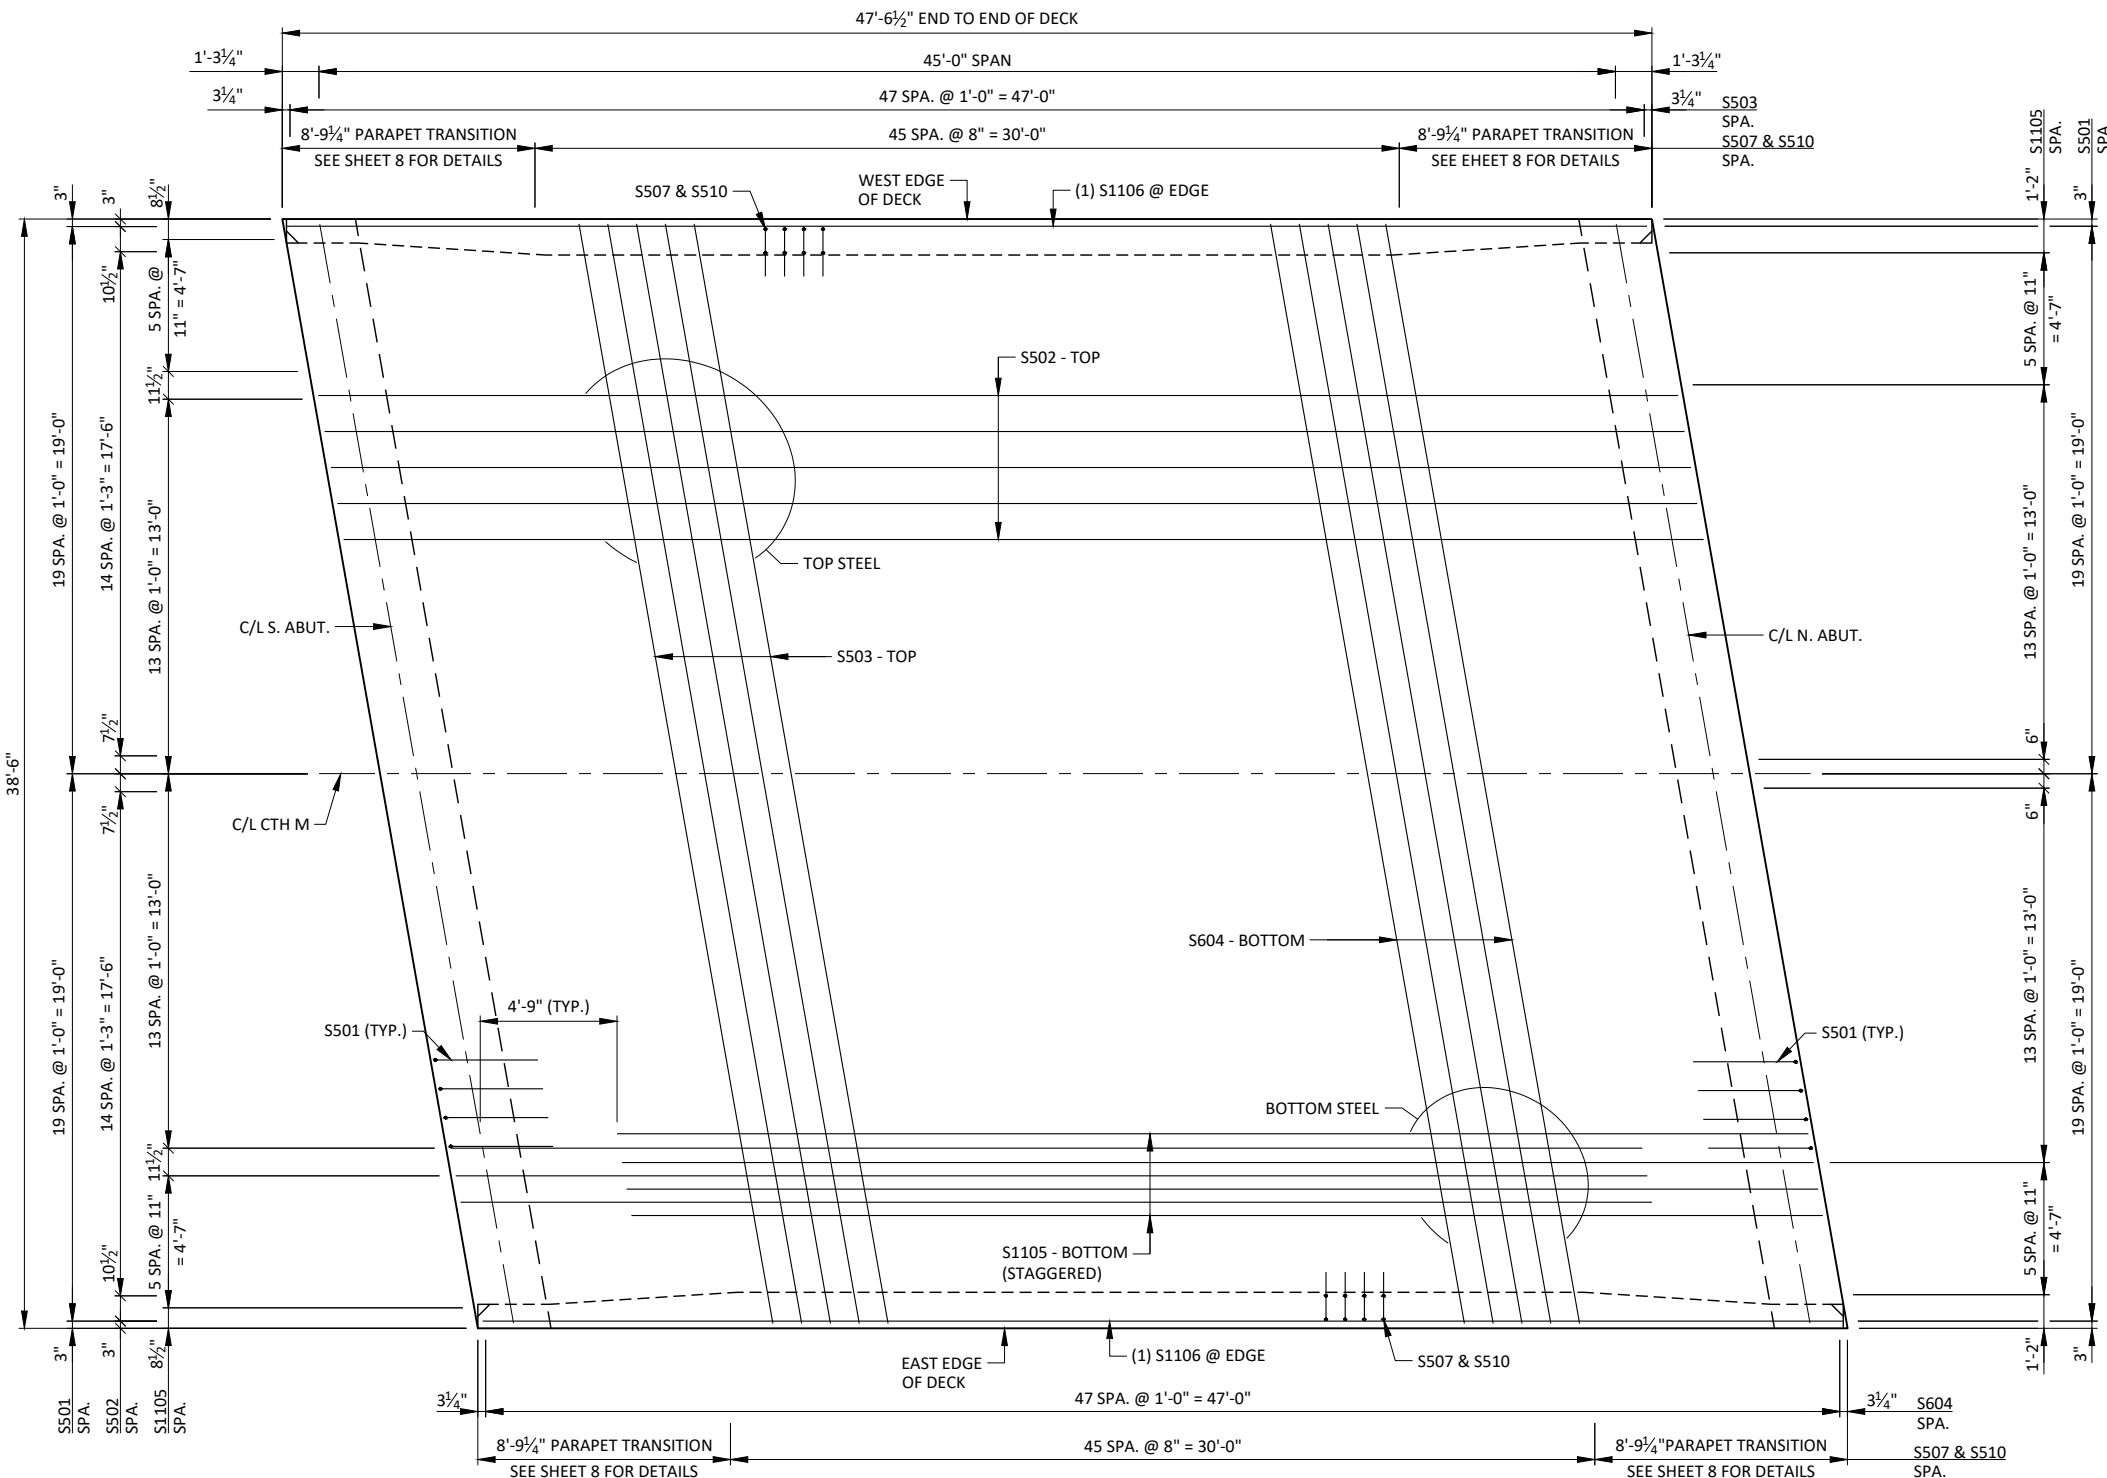 47'-6½" END TO END OF DECK
1'-3¼"
45'-0" SPAN
1'-3¼"
3¼"
47 SPA. @ 1'-0" = 47'-0"
3¼"
S503
SPA.
8'-9¼" PARAPET TRANSITION
SEE SHEET 8 FOR DETAILS
45 SPA. @ 8" = 30'-0"
8'-9¼" PARAPET TRANSITION
SEE EHEET 8 FOR DETAILS
S507 & S510
SPA.
S1105
SPA.
S501
SPA
3"
3"
8½"
S507 & S510
WEST EDGE
OF DECK
(1) S1106 @ EDGE
1'-2"
3"
10½"
5 SPA. @
11" = 4'-7"
11½"
5 SPA. @ 11"
= 4'-7"
S502 - TOP
19 SPA. @ 1'-0" = 19'-0"
14 SPA. @ 1'-3" = 17'-6"
13 SPA. @ 1'-0" = 13'-0"
13 SPA. @ 1'-0" = 13'-0"
19 SPA. @ 1'-0" = 19'-0"
TOP STEEL
C/L S. ABUT.
S503 - TOP
C/L N. ABUT.
7½"
6"
38'-6"
7½"
C/L CTH M
6"
S604 - BOTTOM
19 SPA. @ 1'-0" = 19'-0"
14 SPA. @ 1'-3" = 17'-6"
13 SPA. @ 1'-0" = 13'-0"
13 SPA. @ 1'-0" = 13'-0"
19 SPA. @ 1'-0" = 19'-0"
4'-9" (TYP.)
S501 (TYP.)
S501 (TYP.)
BOTTOM STEEL
11½"
5 SPA. @ 11"
= 4'-7"
10½"
5 SPA. @ 11"
= 4'-7"
S1105 - BOTTOM
(STAGGERED)
3"
3"
8½"
EAST EDGE
OF DECK
(1) S1106 @ EDGE
S507 & S510
1'-2"
3"
S501
SPA.
S502
SPA.
S1105
SPA.
3¼"
47 SPA. @ 1'-0" = 47'-0"
3¼"
S604
SPA.
8'-9¼" PARAPET TRANSITION
SEE SHEET 8 FOR DETAILS
45 SPA. @ 8" = 30'-0"
8'-9¼"PARAPET TRANSITION
SEE SHEET 8 FOR DETAILS
S507 & S510
SPA.